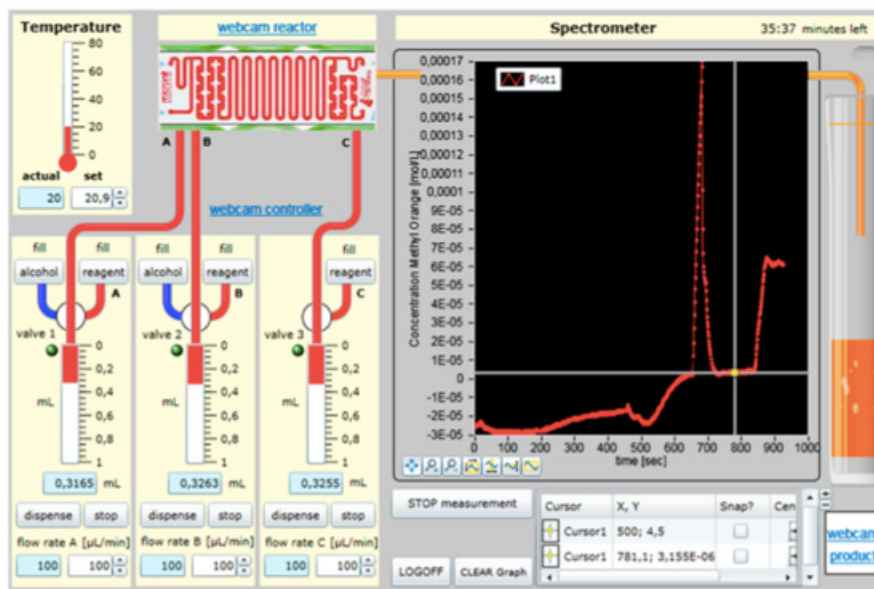 Temperature
80
60
40
20
0
actual set
20 20,9
webcam reactor
A B C
webcam controller
fill fill fill
alcohol reagent alcohol reagent reagent
A B C
valve 1 valve 2 valve 3
0 0 0
0,2 0,2 0,2
0,4 0,4 0,4
mL mL mL
0,6 0,6 0,6
0,8 0,8 0,8
1 1 1
0,3165 mL 0,3263 mL 0,3255 mL
dispense stop dispense stop dispense stop
flow rate A [µL/min] flow rate B [µL/min] flow rate C [µL/min]
100 100 100 100 100 100
Spectrometer 35:37 minutes left
Plot1
Concentration Methyl Orange [mol/L]
0,00017
0,00016
0,00015
0,00014
0,00013
0,00012
0,00011
0,0001
9E-05
8E-05
7E-05
6E-05
5E-05
4E-05
3E-05
2E-05
1E-05
0
-1E-05
-2E-05
-3E-05
0 100 200 300 400 500 600 700 800 900 1000
time [sec]
STOP measurement
LOGOFF CLEAR Graph
Cursor X, Y Snap? Cen
Cursor1 500; 4,5
Cursor1 781,1; 3,155E-06
webcam
product